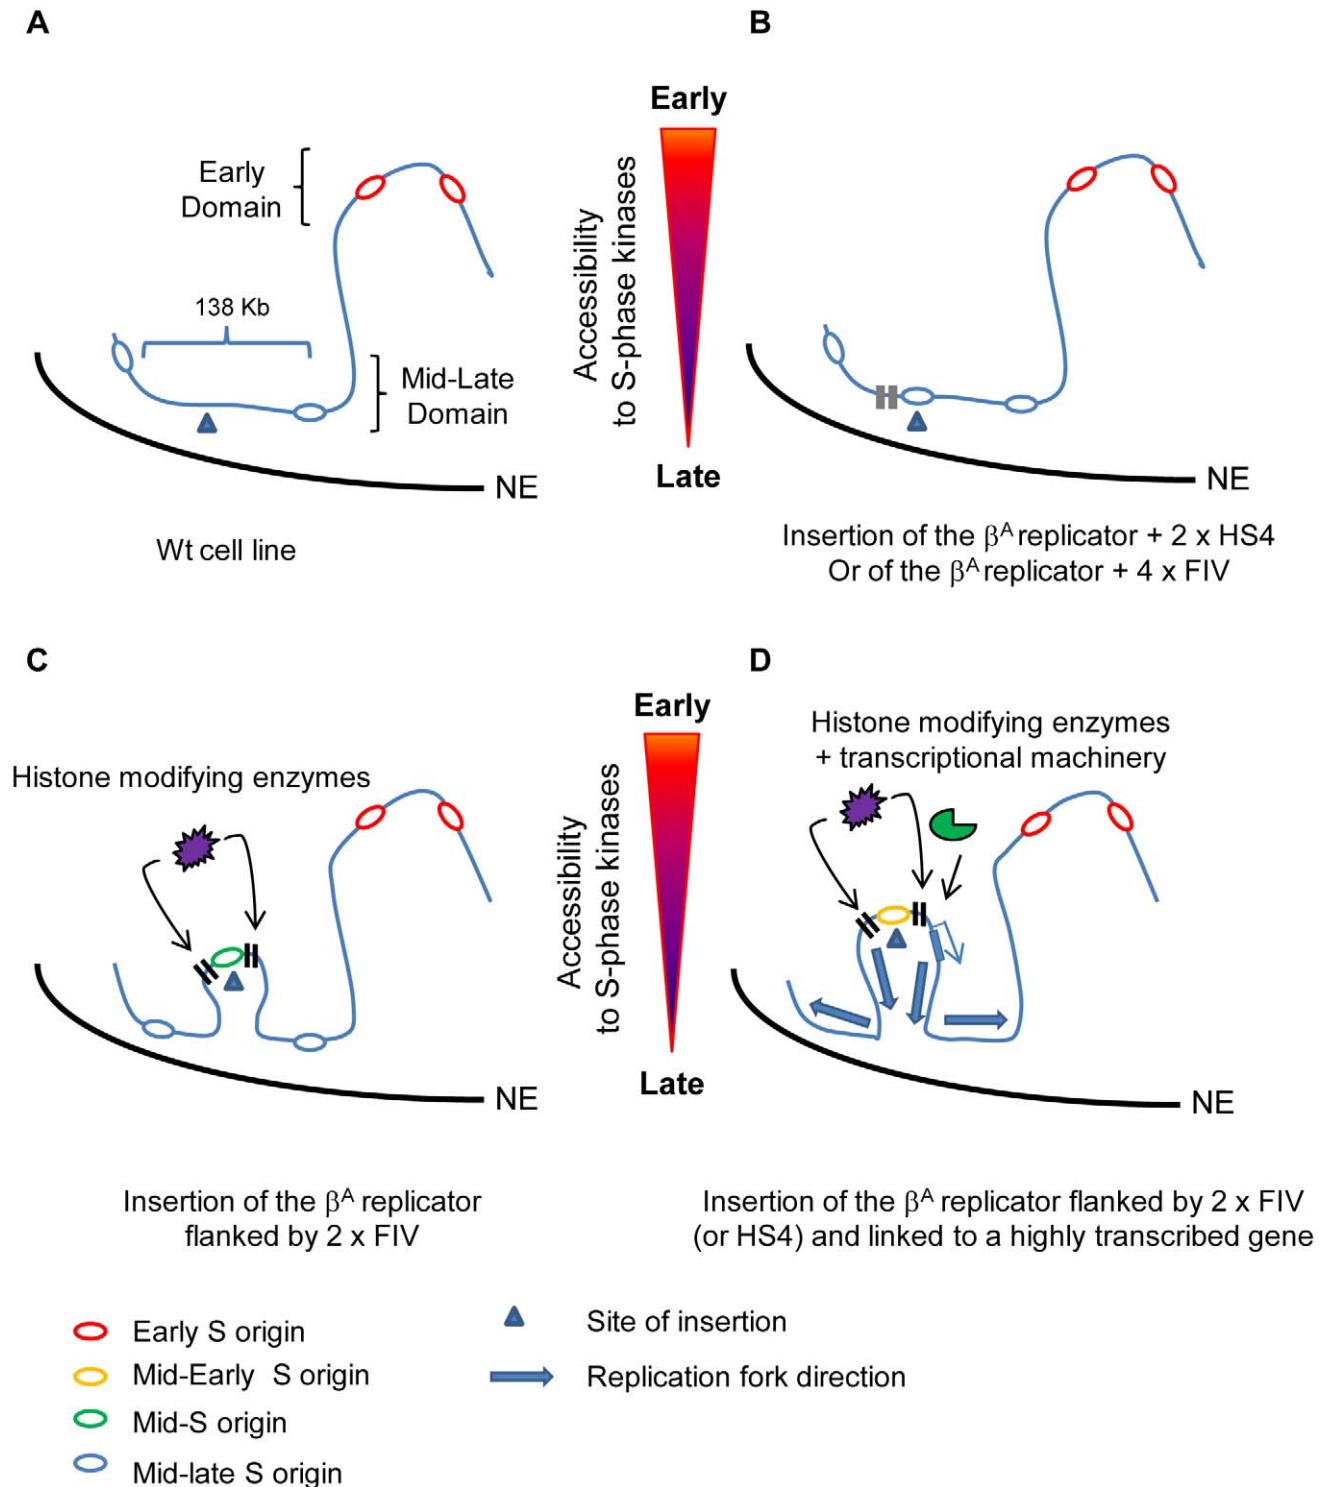 A
B
Early
Early
Domain
Accessibility
to S-phase kinases
138 Kb
Mid-Late
Domain
NE
Late
NE
Wt cell line
Insertion of the βᴬ replicator + 2 x HS4
Or of the βᴬ replicator + 4 x FIV
C
D
Early
Histone modifying enzymes
Histone modifying enzymes
+ transcriptional machinery
Accessibility
to S-phase kinases
Late
NE
NE
Insertion of the βᴬ replicator
flanked by 2 x FIV
Insertion of the βᴬ replicator flanked by 2 x FIV
(or HS4) and linked to a highly transcribed gene
Early S origin
Mid-Early S origin
Mid-S origin
Mid-late S origin
Site of insertion
Replication fork direction